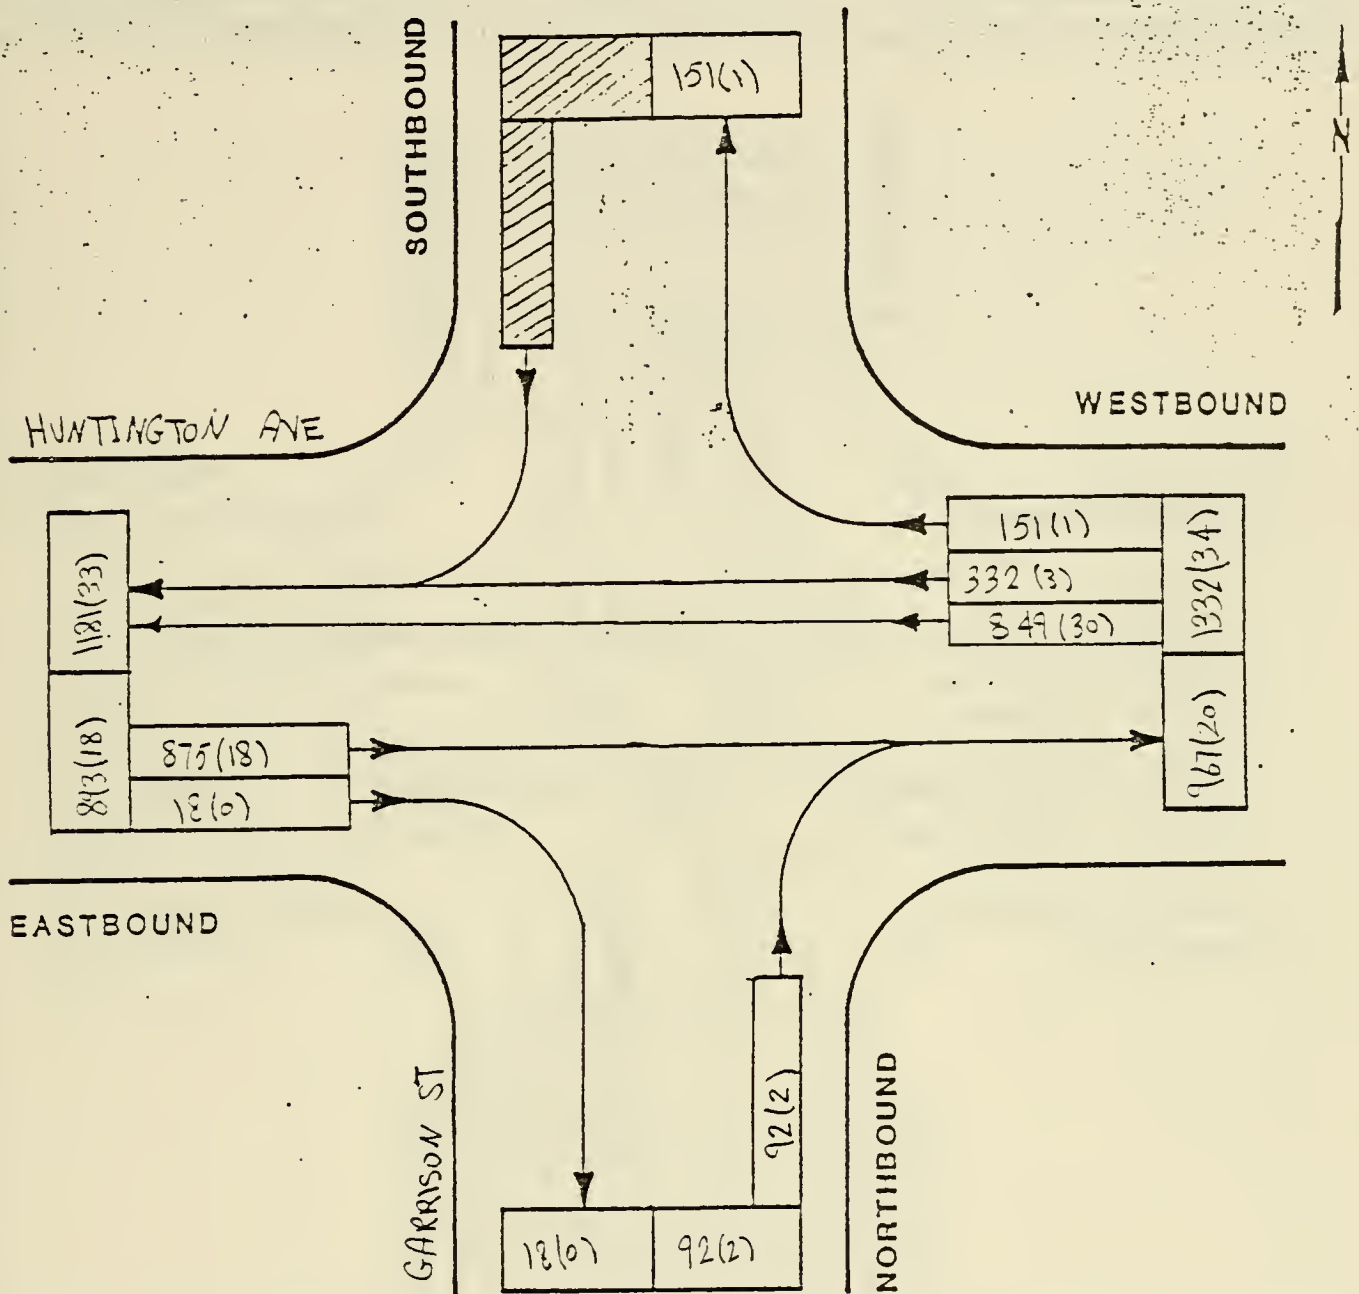 SOUTHBOUND
151(1)
N
HUNTINGTON AVE
WESTBOUND
1181(33)
151(1)
332(3)
849(30)
1332(34)
893(18)
875(18)
18(0)
967(20)
EASTBOUND
GARRISON ST
92(2)
NORTHBOUND
18(0)
92(2)